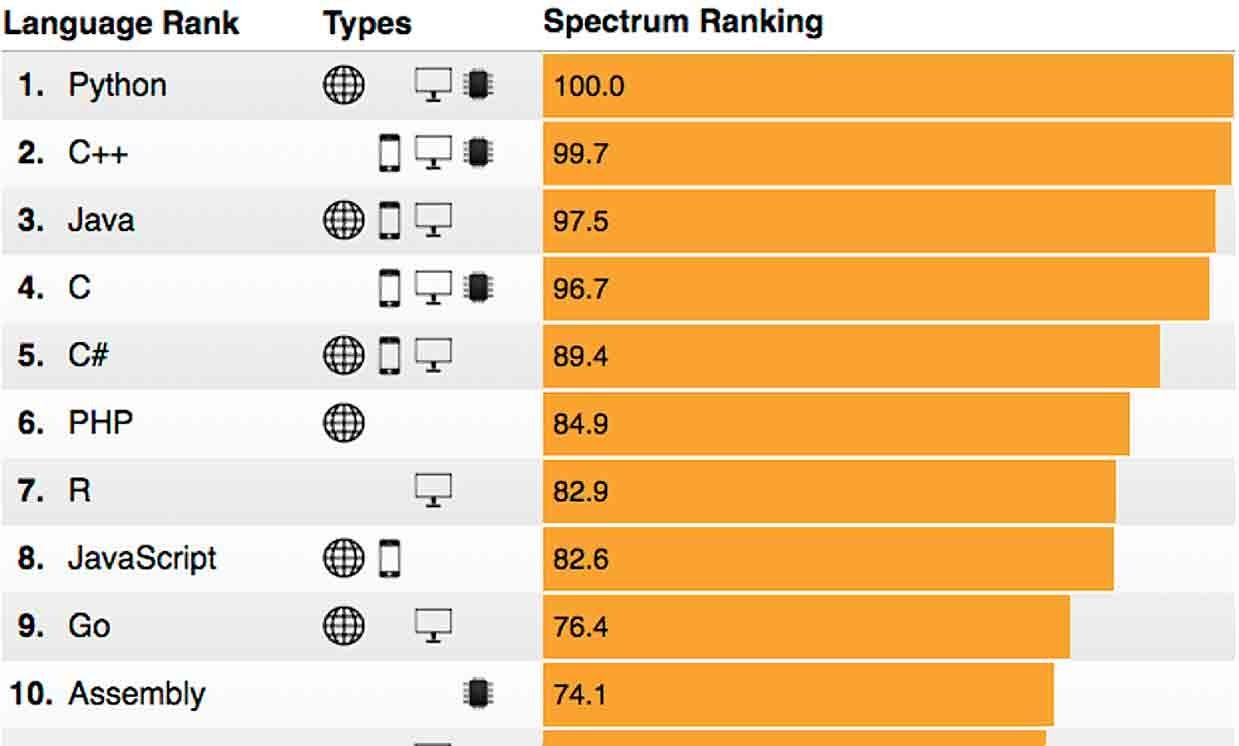 Language Rank Types Spectrum Ranking
1. Python 100.0
2. C++ 99.7
3. Java 97.5
4. C 96.7
5. C# 89.4
6. PHP 84.9
7. R 82.9
8. JavaScript 82.6
9. Go 76.4
10. Assembly 74.1